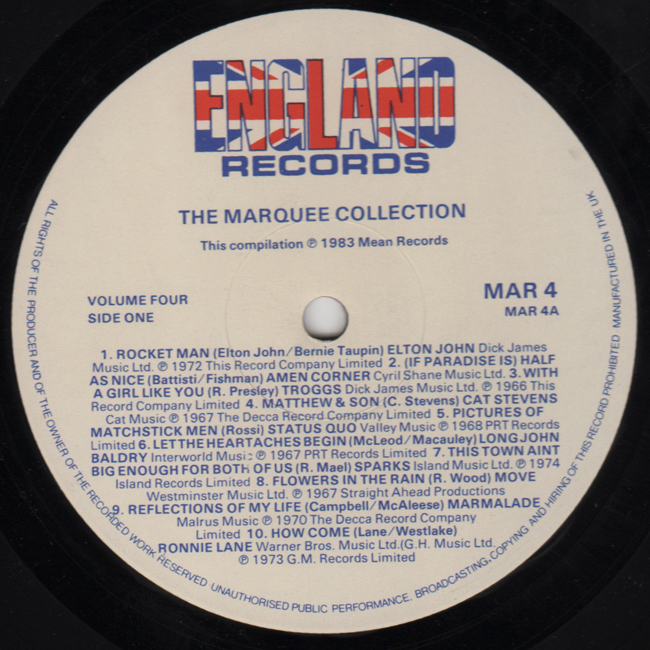 ENGLAND
RECORDS
THE MARQUEE COLLECTION
This compilation ℗ 1983 Mean Records
VOLUME FOUR
SIDE ONE
MAR 4
MAR 4A
1. ROCKET MAN (Elton John/Bernie Taupin) ELTON JOHN Dick James
Music Ltd. ℗ 1972 This Record Company Limited 2. (IF PARADISE IS) HALF
AS NICE (Battisti/Fishman) AMEN CORNER Cyril Shane Music Ltd. 3. WITH
A GIRL LIKE YOU (R. Presley) TROGGS Dick James Music Ltd. ℗ 1966 This
Record Company Limited 4. MATTHEW & SON (C. Stevens) CAT STEVENS
Cat Music ℗ 1967 The Decca Record Company Limited 5. PICTURES OF
MATCHSTICK MEN (Rossi) STATUS QUO Valley Music ℗ 1968 PRT Records
Limited 6. LET THE HEARTACHES BEGIN (McLeod/Macauley) LONG JOHN
BALDRY Interworld Music ℗ 1967 PRT Records Limited 7. THIS TOWN AINT
BIG ENOUGH FOR BOTH OF US (R. Mael) SPARKS Island Music Ltd. ℗ 1974
Island Records Limited 8. FLOWERS IN THE RAIN (R. Wood) MOVE
Westminster Music Ltd. ℗ 1967 Straight Ahead Productions
9. REFLECTIONS OF MY LIFE (Campbell/McAleese) MARMALADE
Malrus Music ℗ 1970 The Decca Record Company
Limited 10. HOW COME (Lane/Westlake)
RONNIE LANE Warner Bros. Music Ltd.(G.H. Music Ltd.
℗ 1973 G.M. Records Limited
ALL RIGHTS OF THE PRODUCER AND OF THE OWNER OF THE RECORDED WORK RESERVED UNAUTHORISED PUBLIC PERFORMANCE, BROADCASTING, COPYING AND HIRING OF THIS RECORD PROHIBITED MANUFACTURED IN THE UK